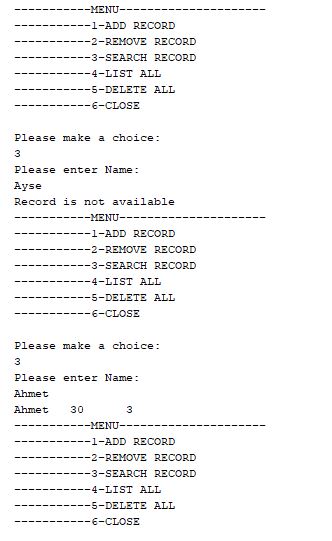 -----------MENU---------------------
-----------1-ADD RECORD
-----------2-REMOVE RECORD
-----------3-SEARCH RECORD
-----------4-LIST ALL
-----------5-DELETE ALL
-----------6-CLOSE
Please make a choice:
3
Please enter Name:
Ayse
Record is not available
-----------MENU---------------------
-----------1-ADD RECORD
-----------2-REMOVE RECORD
-----------3-SEARCH RECORD
-----------4-LIST ALL
-----------5-DELETE ALL
-----------6-CLOSE
Please make a choice:
3
Please enter Name:
Ahmet
Ahmet   30      3
-----------MENU---------------------
-----------1-ADD RECORD
-----------2-REMOVE RECORD
-----------3-SEARCH RECORD
-----------4-LIST ALL
-----------5-DELETE ALL
-----------6-CLOSE